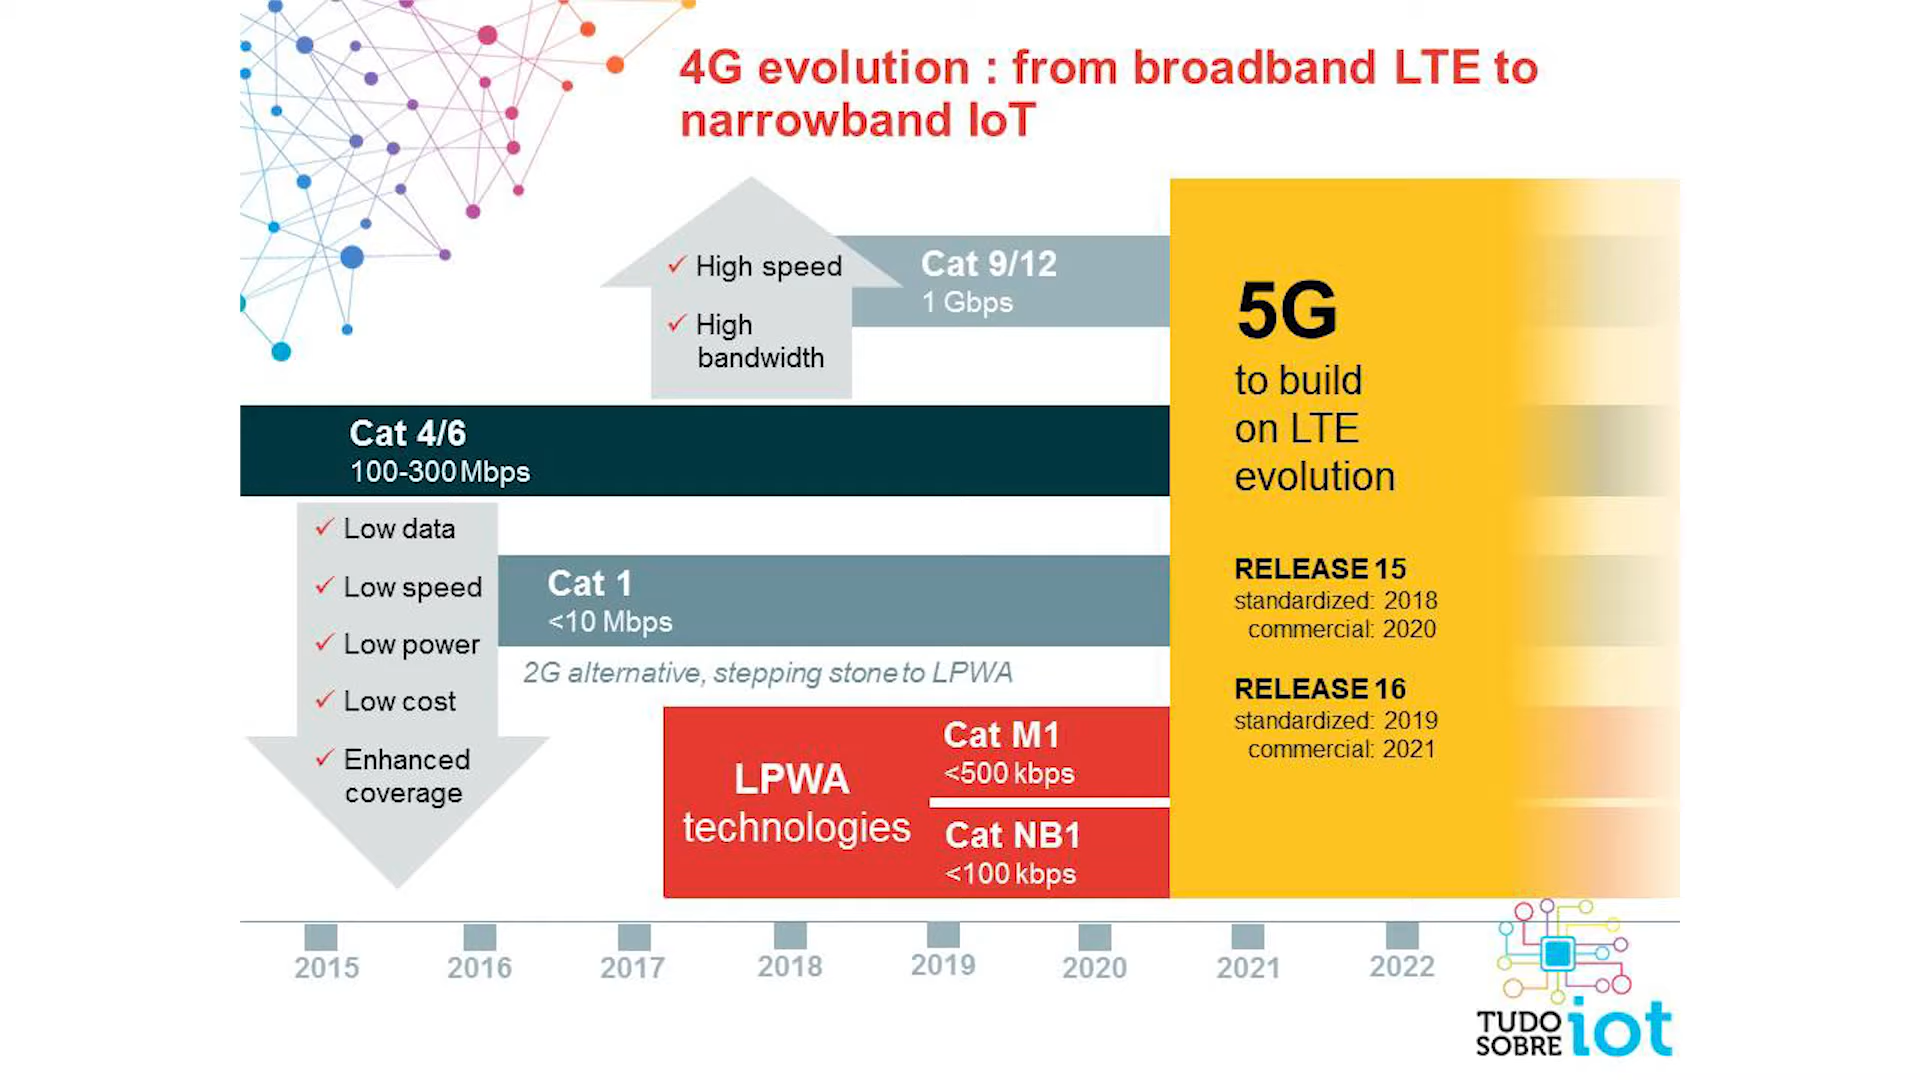 4G evolution : from broadband LTE to
narrowband IoT
✓ High speed
✓ High
bandwidth
Cat 9/12
1 Gbps
Cat 4/6
100-300 Mbps
✓ Low data
✓ Low speed
✓ Low power
✓ Low cost
✓ Enhanced
coverage
Cat 1
<10 Mbps
2G alternative, stepping stone to LPWA
LPWA
technologies
Cat M1
<500 kbps
Cat NB1
<100 kbps
5G
to build
on LTE
evolution
RELEASE 15
standardized: 2018
commercial: 2020
RELEASE 16
standardized: 2019
commercial: 2021
2015 2016 2017 2018 2019 2020 2021 2022
TUDO
SOBRE
iot